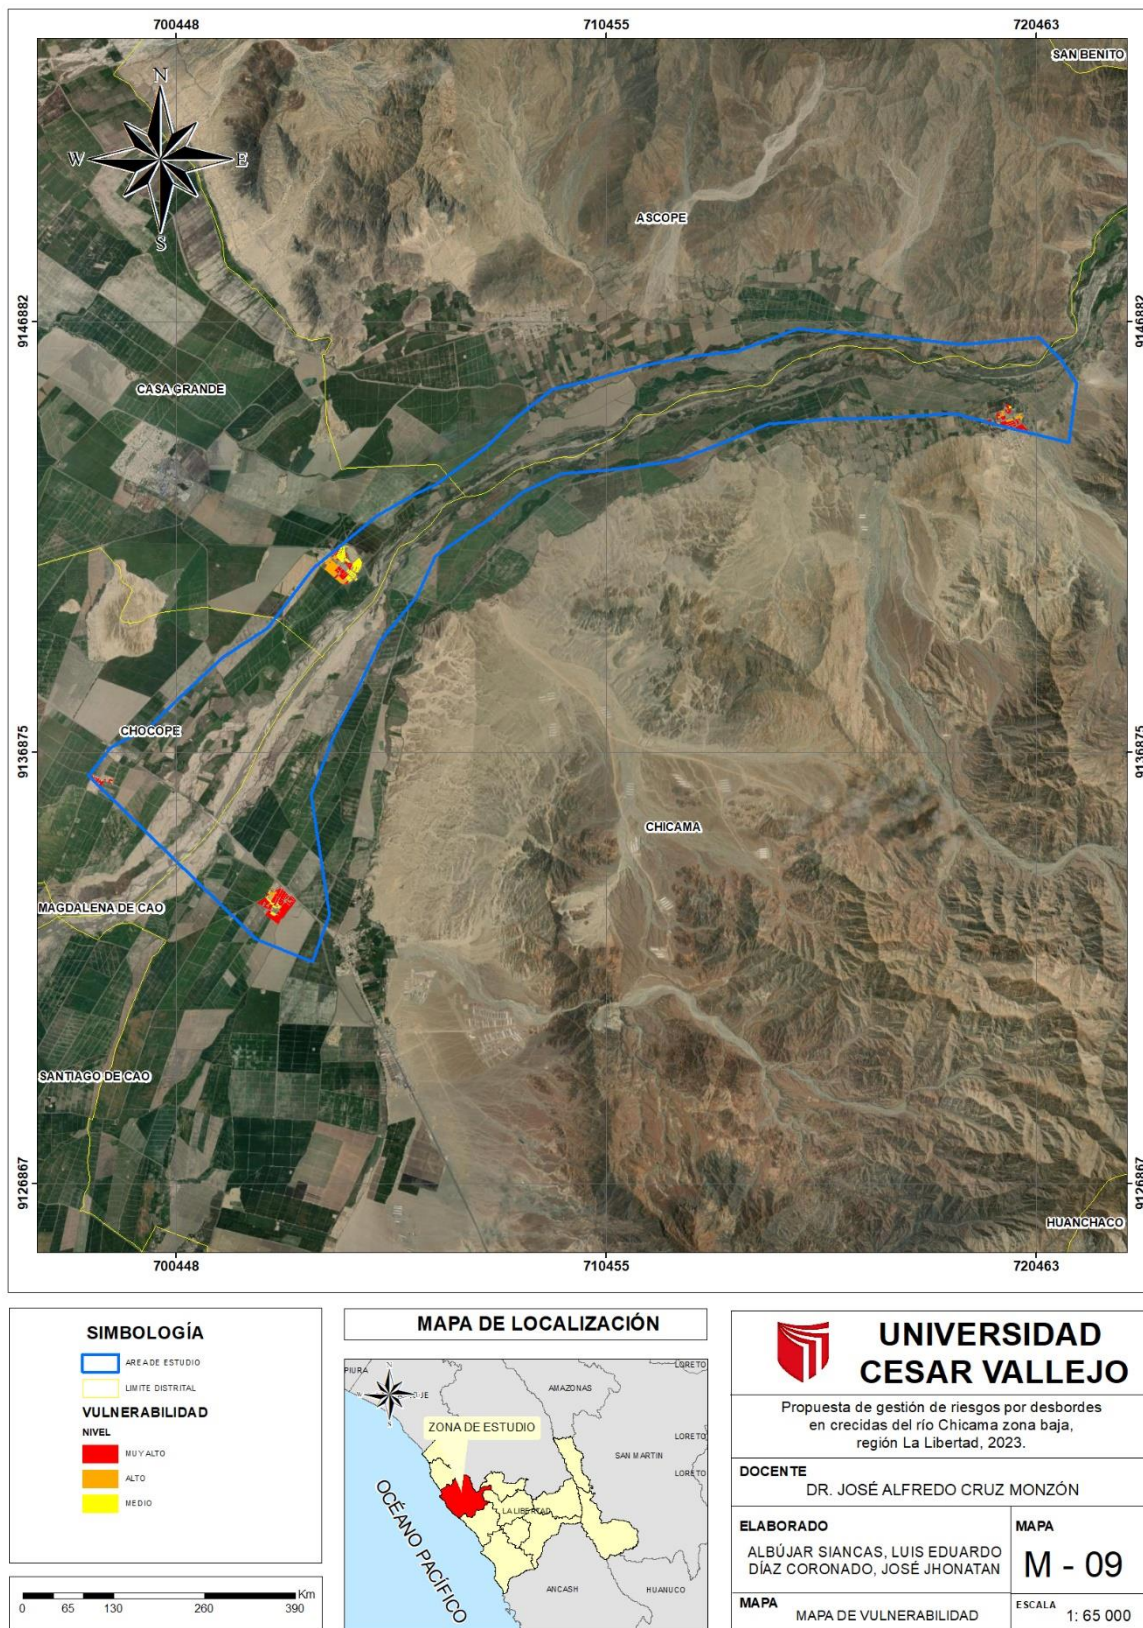 700448
710455
720463
SAN BENITO
N
W
E
S
ASCOPE
9146882
9146882
CASA GRANDE
CHOCOPE
9136875
9136875
CHICAMA
MAGDALENA DE CAO
SANTIAGO DE CAO
9126867
9126867
HUANCHACO
700448
710455
720463
SIMBOLOGÍA
AREA DE ESTUDIO
LIMITE DISTRITAL
VULNERABILIDAD
NIVEL
MUY ALTO
ALTO
MEDIO
Km
0 65 130 260 390
MAPA DE LOCALIZACIÓN
PIURA
LORETO
N
AMAZONAS
ZONA DE ESTUDIO
LORETO
SAN MARTIN
LORETO
LA LIBERTAD
OCÉANO PACÍFICO
ANCASH
HUANUCO
UNIVERSIDAD
CESAR VALLEJO
Propuesta de gestión de riesgos por desbordes
en crecidas del río Chicama zona baja,
región La Libertad, 2023.
DOCENTE
DR. JOSÉ ALFREDO CRUZ MONZÓN
ELABORADO
ALBÚJAR SIANCAS, LUIS EDUARDO
DÍAZ CORONADO, JOSÉ JHONATAN
MAPA
M - 09
MAPA
MAPA DE VULNERABILIDAD
ESCALA
1: 65 000